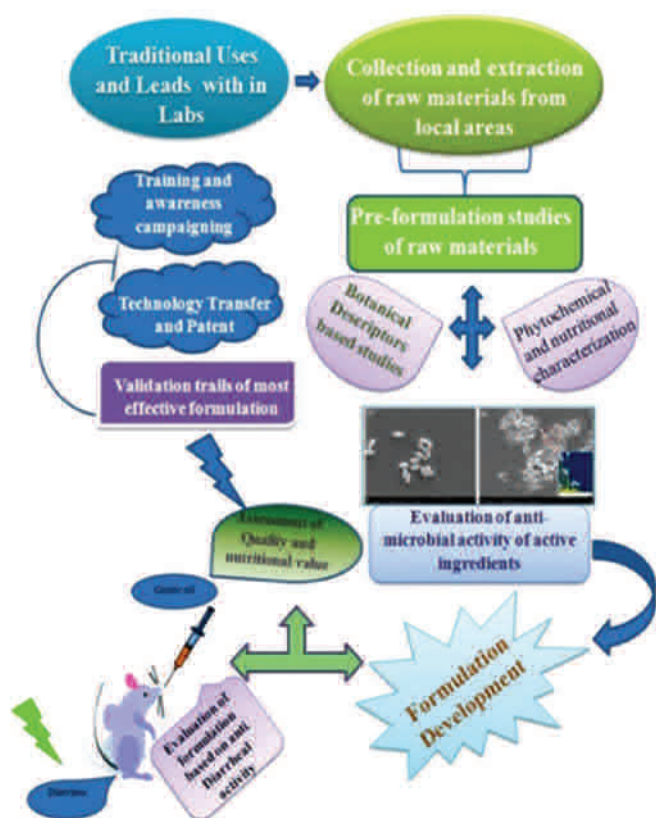 Traditional Uses
and Leads with in
Labs
Collection and extraction
of raw materials from
local areas
Training and
awareness
campaigning
Pre-formulation studies
of raw materials
Technology Transfer
and Patent
Botanical
Descriptors
based studies
Phytochemical
and nutritional
characterization
Validation trails of most
effective formulation
Assessment of
Quality and
nutritional value
Evaluation of anti-
microbial activity of active
ingredients
Castor oil
Formulation
Development
Evaluation of
formulation
based on anti
Diarrheal
activity
Diarrhea